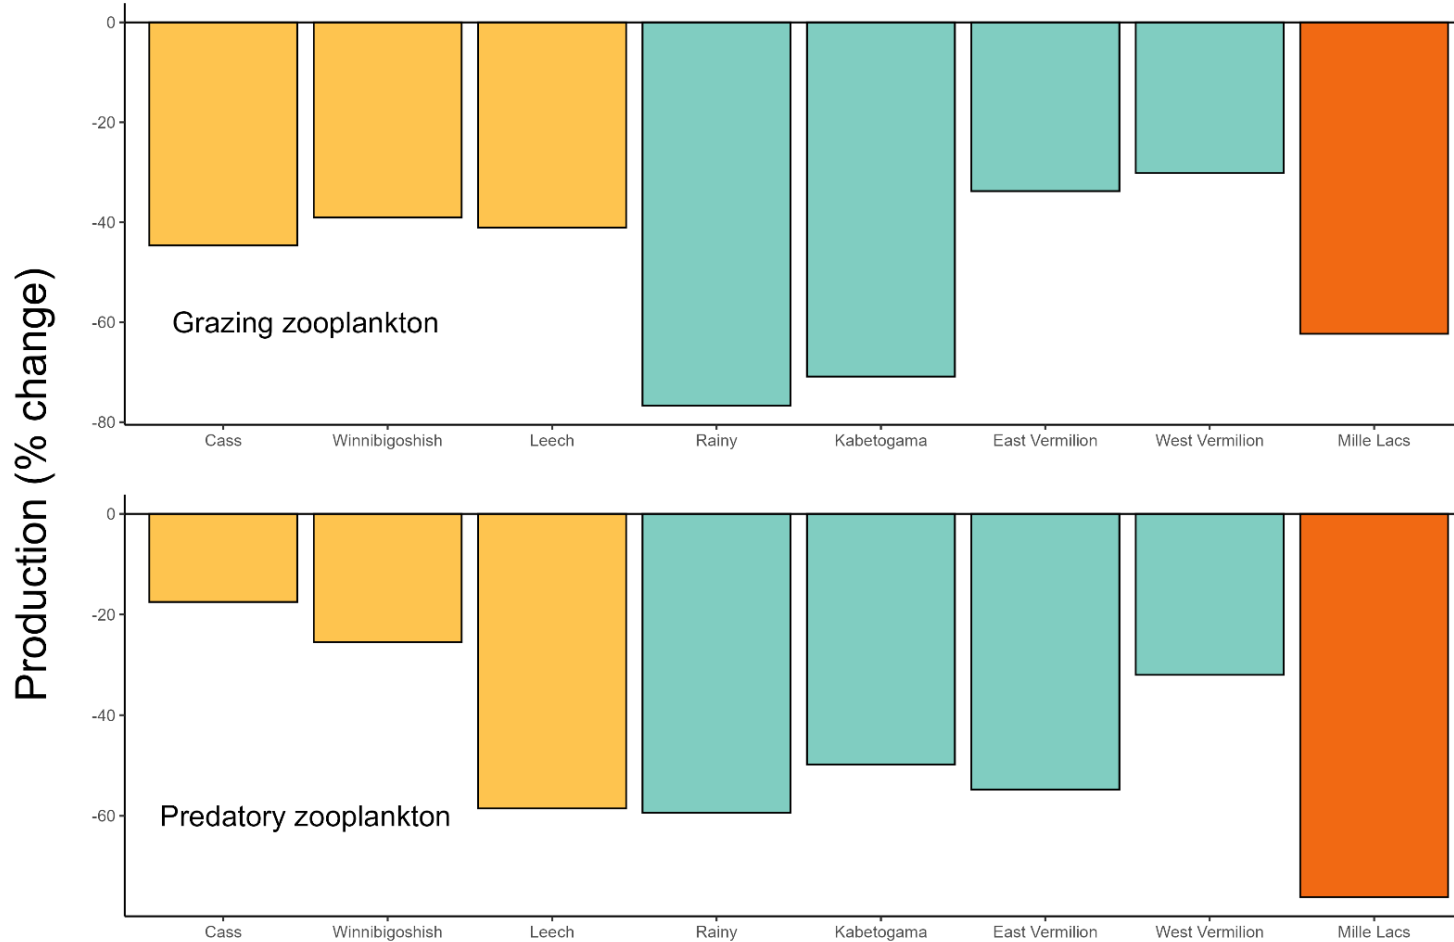 Production (% change)
0
-20
-40
-60
-80
Grazing zooplankton
Cass Winnibigoshish Leech Rainy Kabetogama East Vermilion West Vermilion Mille Lacs
0
-20
-40
-60
Predatory zooplankton
Cass Winnibigoshish Leech Rainy Kabetogama East Vermilion West Vermilion Mille Lacs